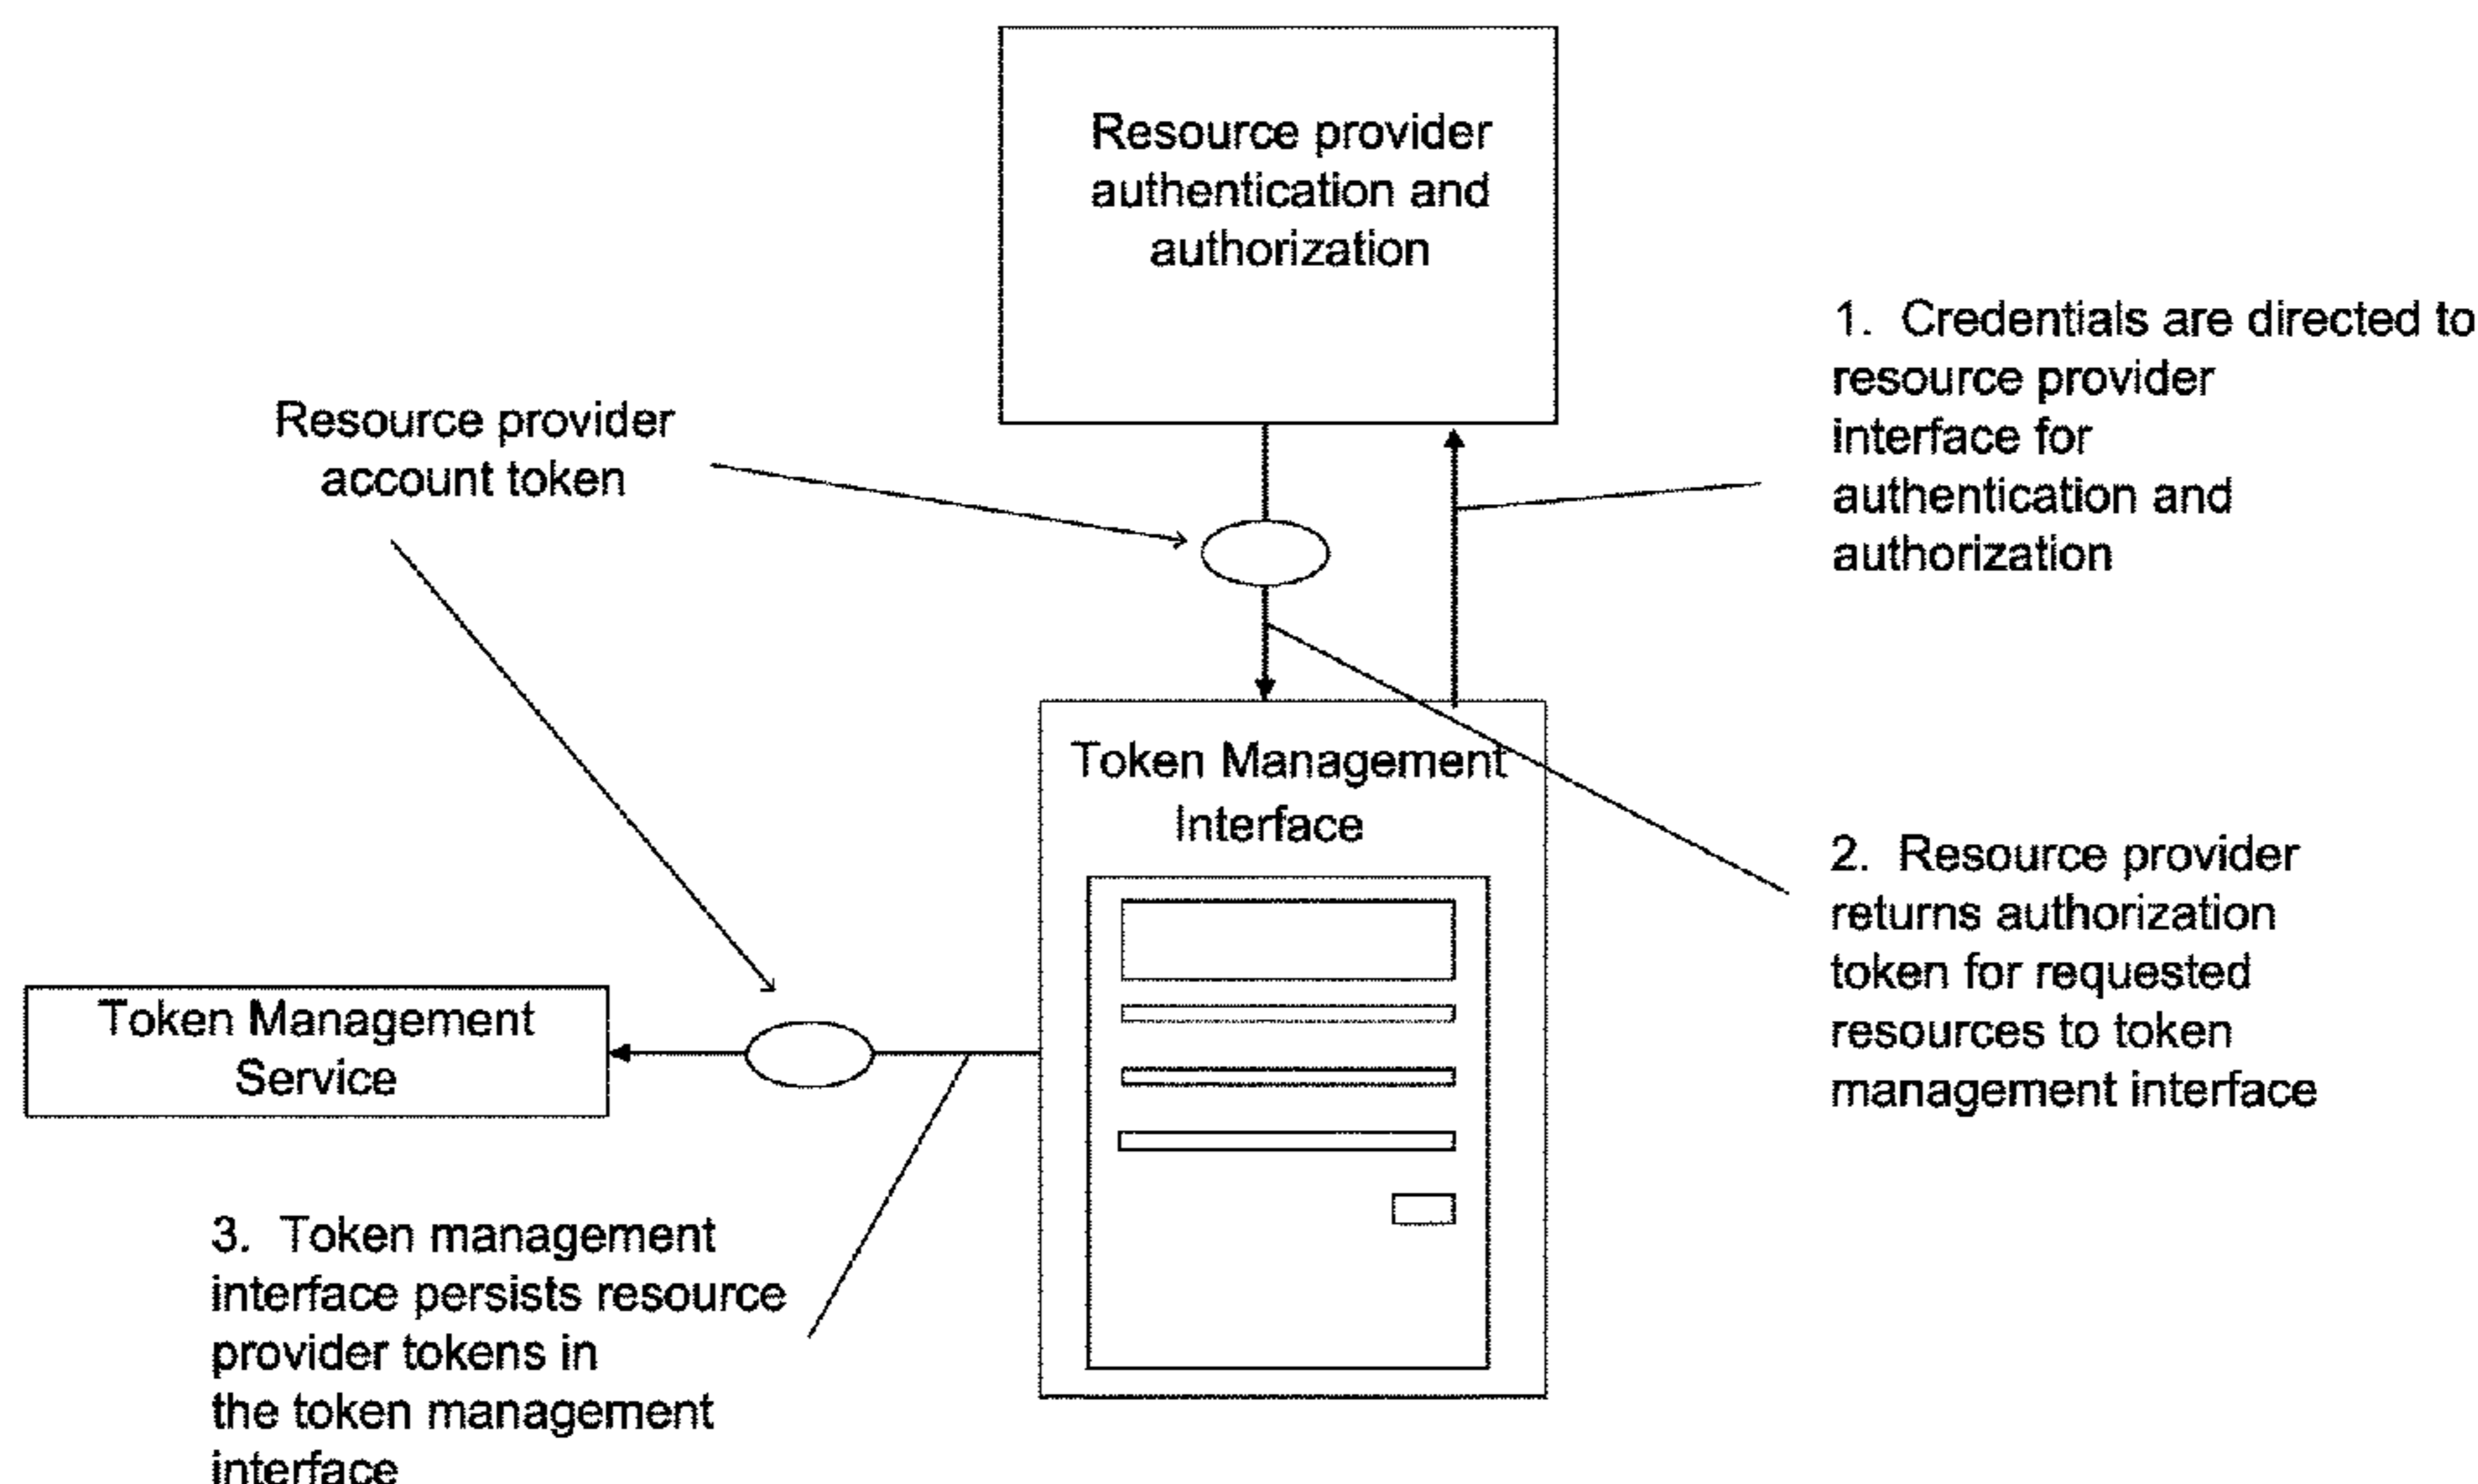 Resource provider
authentication and
authorization
1. Credentials are directed to
resource provider
interface for
authentication and
authorization
Resource provider
account token
Token Management
Interface
2. Resource provider
returns authorization
token for requested
resources to token
management interface
Token Management
Service
3. Token management
interface persists resource
provider tokens in
the token management
interface